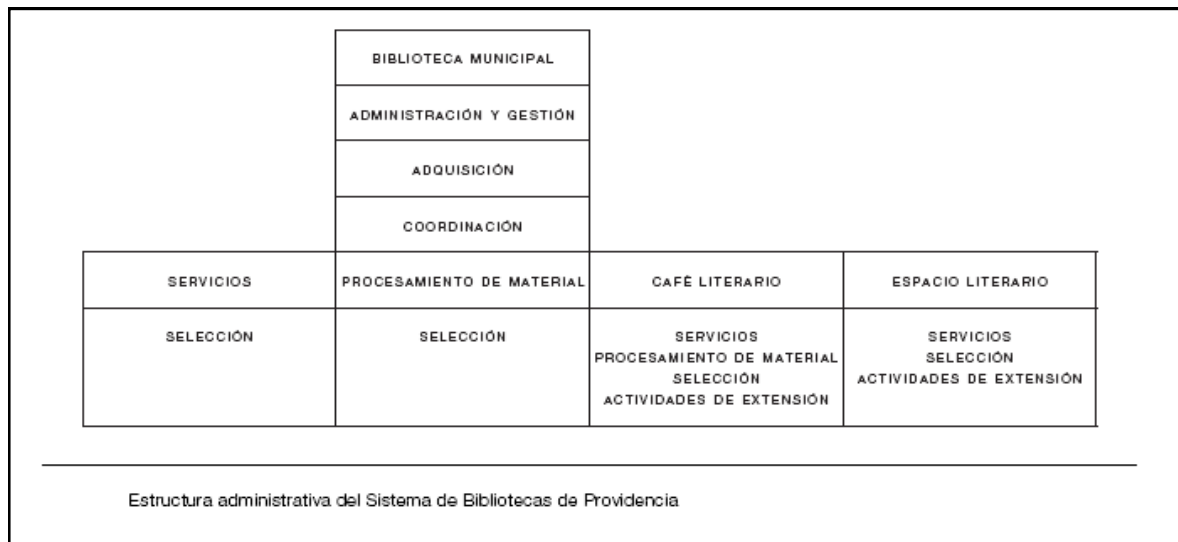 BIBLIOTECA MUNICIPAL
ADMINISTRACIÓN Y GESTIÓN
ADQUISICIÓN
COORDINACIÓN
SERVICIOS
PROCESAMIENTO DE MATERIAL
CAFÉ LITERARIO
ESPACIO LITERARIO
SELECCIÓN
SELECCIÓN
SERVICIOS
PROCESAMIENTO DE MATERIAL
SELECCIÓN
ACTIVIDADES DE EXTENSIÓN
SERVICIOS
SELECCIÓN
ACTIVIDADES DE EXTENSIÓN
Estructura administrativa del Sistema de Bibliotecas de Providencia